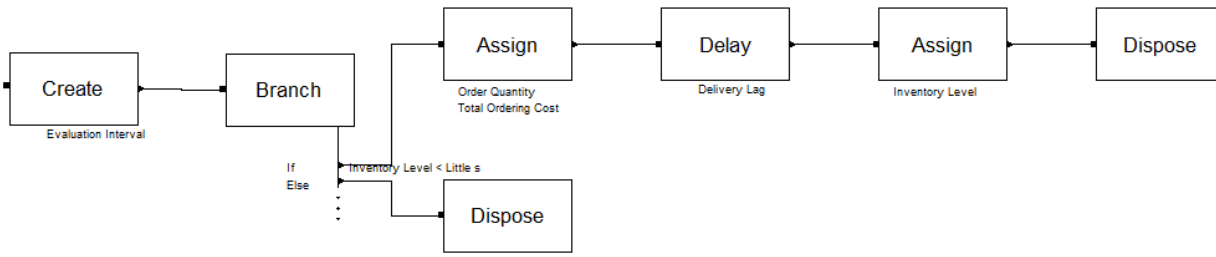 Create
Evaluation Interval
Branch
If
Inventory Level < Little s
Else
Assign
Order Quantity
Total Ordering Cost
Delay
Delivery Lag
Assign
Inventory Level
Dispose
Dispose